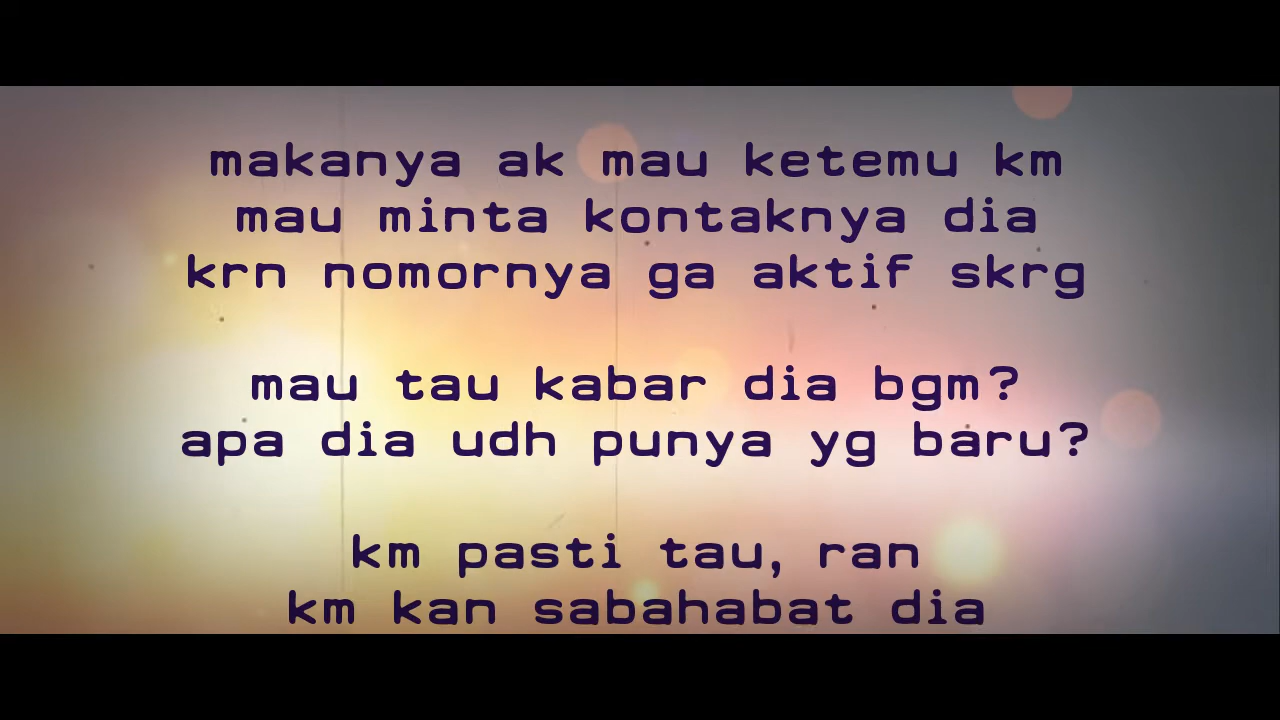 makanya ak mau ketemu km
mau minta kontaknya dia
krn nomornya ga aktif skrg
mau tau kabar dia bgm?
apa dia udh punya yg baru?
km pasti tau, ran
km kan sabahabat dia